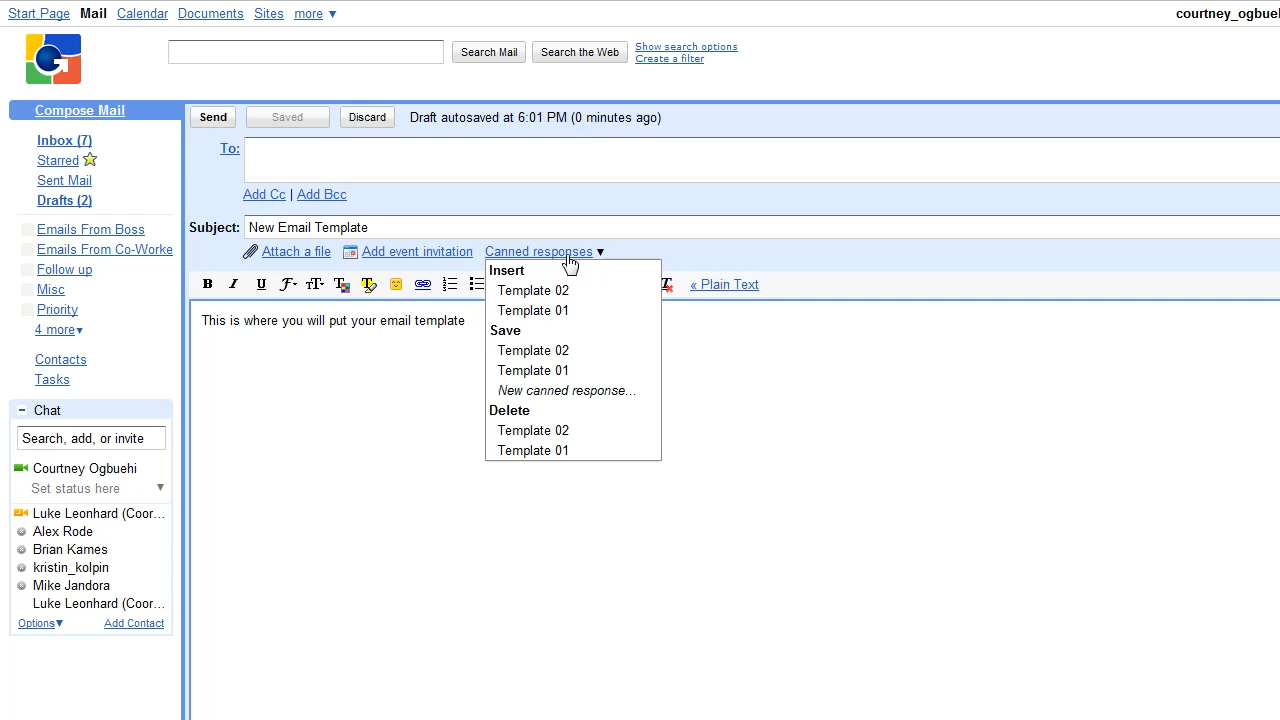 Start Page Mail Calendar Documents Sites more ▼
courtney_ogbueh
Search Mail Search the Web Show search options
Create a filter
Compose Mail
Inbox (7)
Starred
Sent Mail
Drafts (2)
Emails From Boss
Emails From Co-Worke
Follow up
Misc
Priority
4 more▼
Contacts
Tasks
Chat
Search, add, or invite
Courtney Ogbuehi
Set status here
Luke Leonhard (Coor...
Alex Rode
Brian Kames
kristin_kolpin
Mike Jandora
Luke Leonhard (Coor...
Options▼ Add Contact
Send Saved Discard Draft autosaved at 6:01 PM (0 minutes ago)
To:
Add Cc | Add Bcc
Subject: New Email Template
Attach a file Add event invitation Canned responses ▼
B I U « Plain Text
This is where you will put your email template
Insert
Template 02
Template 01
Save
Template 02
Template 01
New canned response...
Delete
Template 02
Template 01